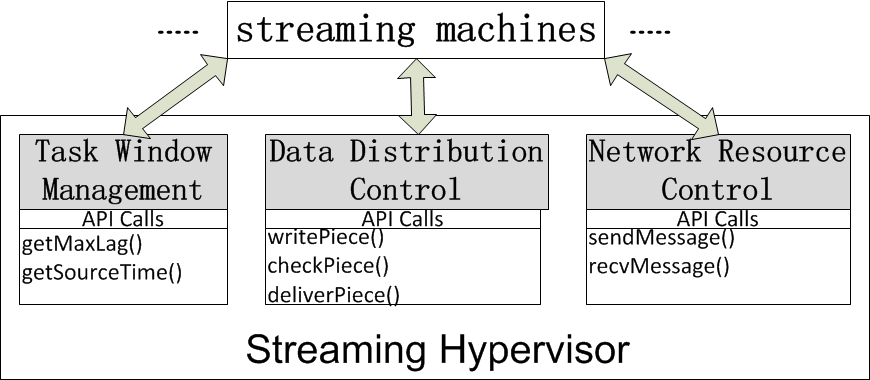 ..... streaming machines .....
Task Window
Management
API Calls
getMaxLag()
getSourceTime()
Data Distribution
Control
API Calls
writePiece()
checkPiece()
deliverPiece()
Network Resource
Control
API Calls
sendMessage()
recvMessage()
Streaming Hypervisor